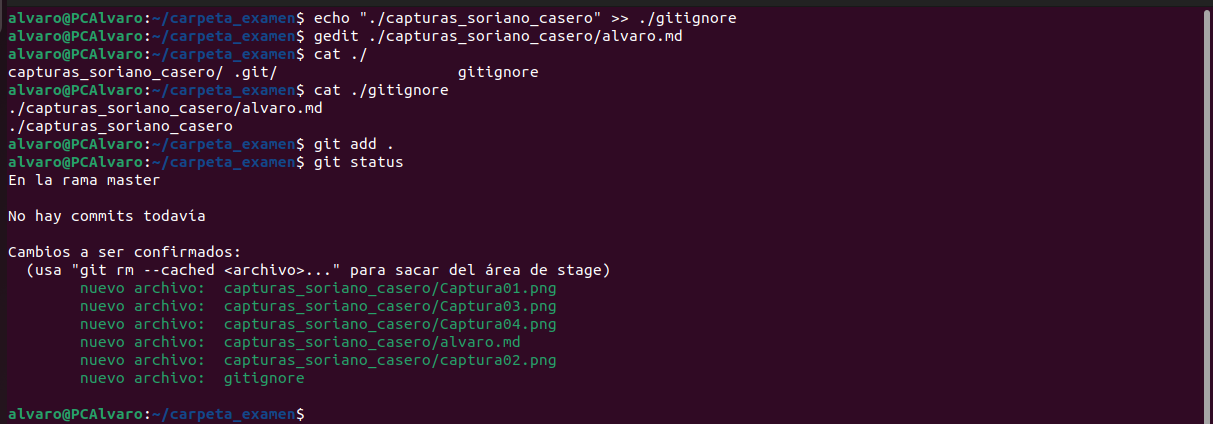 alvaro@PCAlvaro:~/carpeta_examen$ echo "./capturas_soriano_casero" >> ./gitignore
alvaro@PCAlvaro:~/carpeta_examen$ gedit ./capturas_soriano_casero/alvaro.md
alvaro@PCAlvaro:~/carpeta_examen$ cat ./
capturas_soriano_casero/ .git/                    gitignore
alvaro@PCAlvaro:~/carpeta_examen$ cat ./gitignore
./capturas_soriano_casero/alvaro.md
./capturas_soriano_casero
alvaro@PCAlvaro:~/carpeta_examen$ git add .
alvaro@PCAlvaro:~/carpeta_examen$ git status
En la rama master
No hay commits todavía
Cambios a ser confirmados:
  (usa "git rm --cached <archivo>..." para sacar del área de stage)
        nuevo archivo:  capturas_soriano_casero/Captura01.png
        nuevo archivo:  capturas_soriano_casero/Captura03.png
        nuevo archivo:  capturas_soriano_casero/Captura04.png
        nuevo archivo:  capturas_soriano_casero/alvaro.md
        nuevo archivo:  capturas_soriano_casero/captura02.png
        nuevo archivo:  gitignore
alvaro@PCAlvaro:~/carpeta_examen$